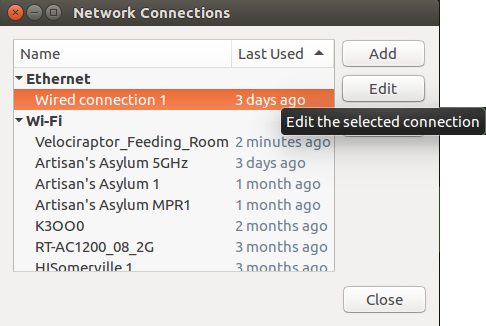 Network Connections
Name Last Used
Add
Ethernet
Edit
Wired connection 1 3 days ago
Edit the selected connection
Wi-Fi
Velociraptor_Feeding_Room 2 minutes ago
Artisan's Asylum 5GHz 3 days ago
Artisan's Asylum 1 1 month ago
Artisan's Asylum MPR1 1 month ago
K3OO0 2 months ago
RT-AC1200_08_2G 3 months ago
HISomerville 1 3 months ago
Close